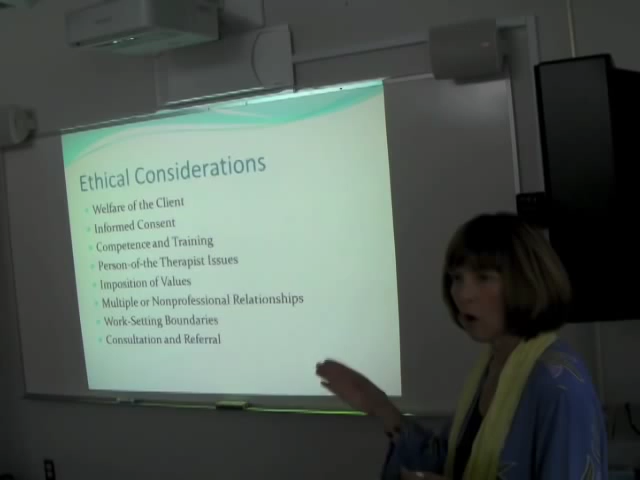 Ethical Considerations
Welfare of the Client
Informed Consent
Competence and Training
Person-of-the Therapist Issues
Imposition of Values
Multiple or Nonprofessional Relationships
Work-Setting Boundaries
Consultation and Referral